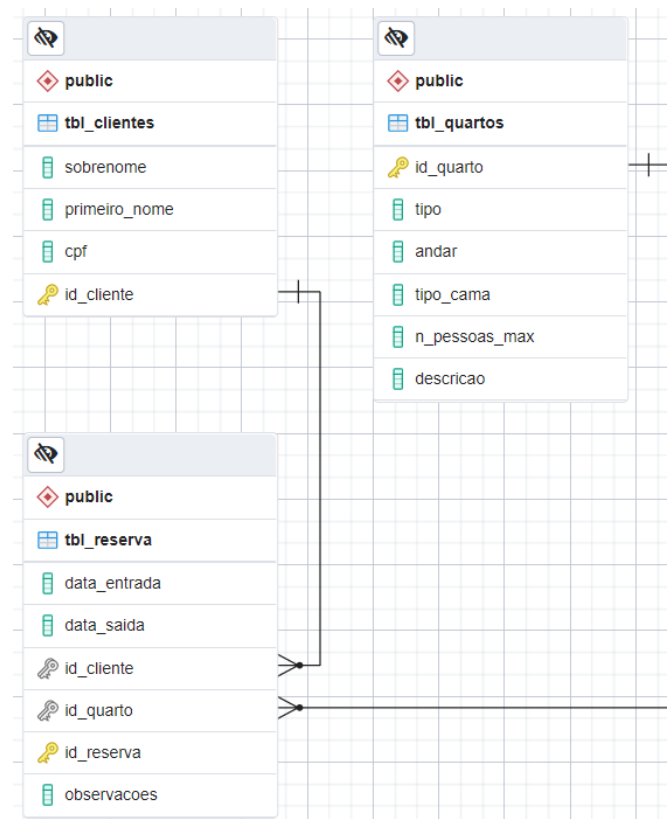 public
tbl_clientes
sobrenome
primeiro_nome
cpf
id_cliente
public
tbl_quartos
id_quarto
tipo
andar
tipo_cama
n_pessoas_max
descricao
public
tbl_reserva
data_entrada
data_saida
id_cliente
id_quarto
id_reserva
observacoes